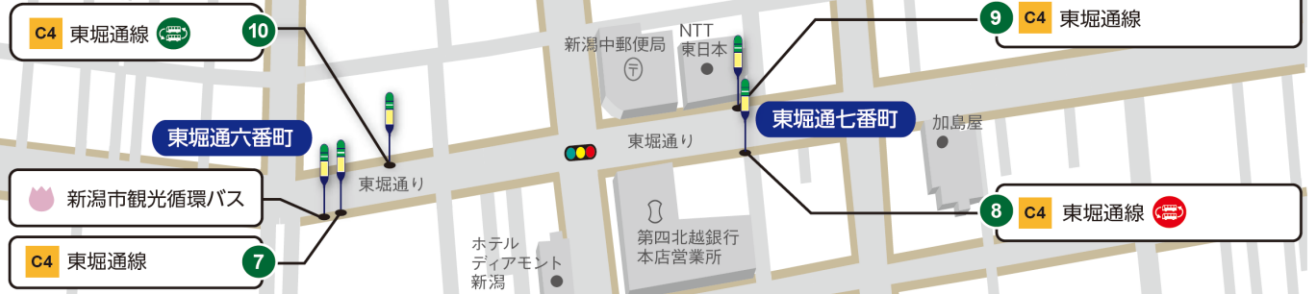 C4 東堀通線 10
9 C4 東堀通線
新潟中郵便局
〒
NTT
東日本
東堀通六番町
東堀通七番町
加島屋
東堀通り
東堀通り
新潟市観光循環バス
8 C4 東堀通線
C4 東堀通線 7
ホテル
ディアモント
新潟
第四北越銀行
本店営業所